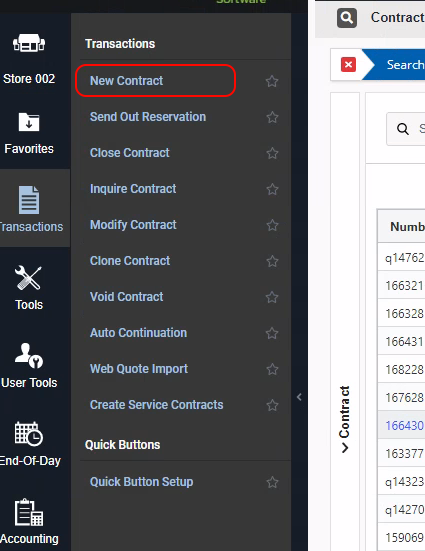 Software
Store 002
Favorites
Transactions
Tools
User Tools
End-Of-Day
Accounting
Transactions
New Contract
Send Out Reservation
Close Contract
Inquire Contract
Modify Contract
Clone Contract
Void Contract
Auto Continuation
Web Quote Import
Create Service Contracts
Quick Buttons
Quick Button Setup
Contract
Search
S
Contract
Numb
q14762
166321
166328
166431
168228
167628
166430
163377
q14323
q14270
159069